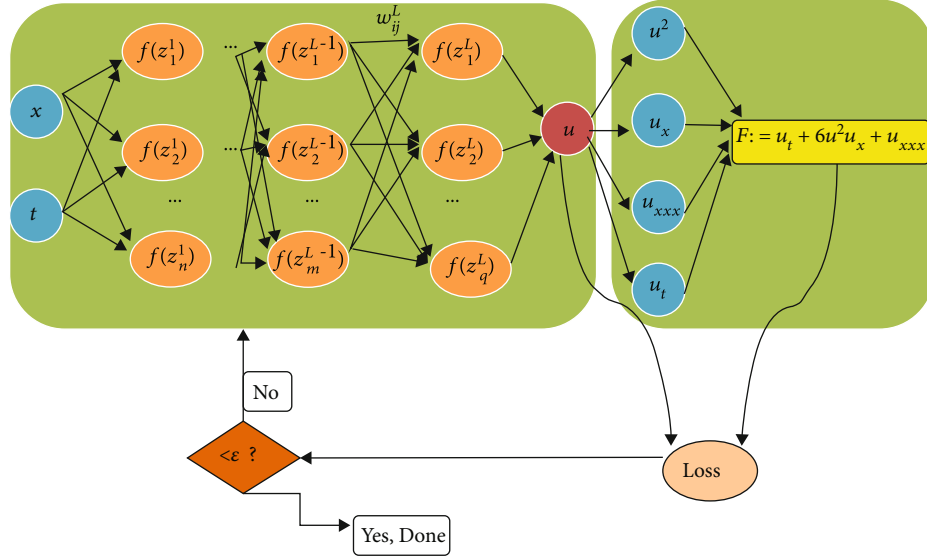 x
t
f(z_1^1)
...
f(z_2^1)
...
...
f(z_n^1)
f(z_1^{L-1})
f(z_2^{L-1})
...
f(z_m^{L-1})
w_{ij}^L
f(z_1^L)
f(z_2^L)
...
f(z_q^L)
u
u^2
u_x
u_{xxx}
u_t
F: = u_t + 6u^2u_x + u_{xxx}
No
<ε ?
Loss
Yes, Done